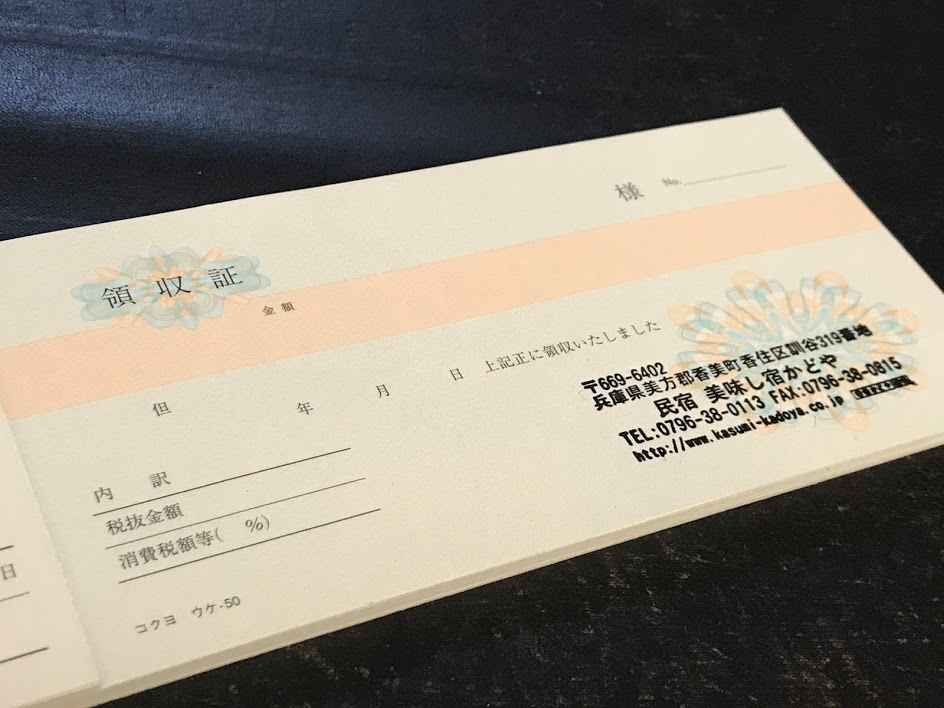 様 No.
領収証
金額
但 年 月 日 上記正に領収いたしました
内訳
税抜金額
消費税額等( %)
コクヨ ウケ-50
〒669-6402
兵庫県美方郡香美町香住区訓谷319番地
民宿 美味し宿かどや
TEL:0796-38-0113 FAX:0796-38-0815
http://www.kasumi-kadoya.co.jp
日